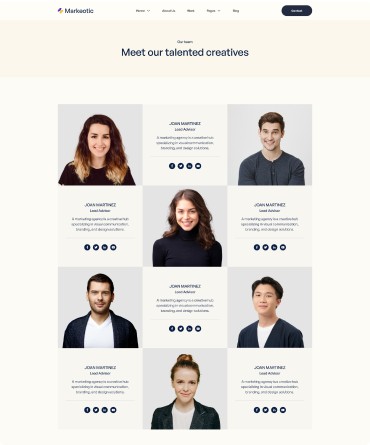 Markeotic
Home
About Us
Work
Pages
Blog
Our team
Meet our talented creatives
JOAN MARTINEZ
Lead Advisor
A marketing agency is a creative hub
specializing in visual communication,
branding, and design solutions.
JOAN MARTINEZ
Lead Advisor
A marketing agency is a creative hub
specializing in visual communication,
branding, and design solutions.
JOAN MARTINEZ
Lead Advisor
A marketing agency is a creative hub
specializing in visual communication,
branding, and design solutions.
JOAN MARTINEZ
Lead Advisor
A marketing agency is a creative hub
specializing in visual communication,
branding, and design solutions.
JOAN MARTINEZ
Lead Advisor
A marketing agency is a creative hub
specializing in visual communication,
branding, and design solutions.
JOAN MARTINEZ
Lead Advisor
A marketing agency is a creative hub
specializing in visual communication,
branding, and design solutions.